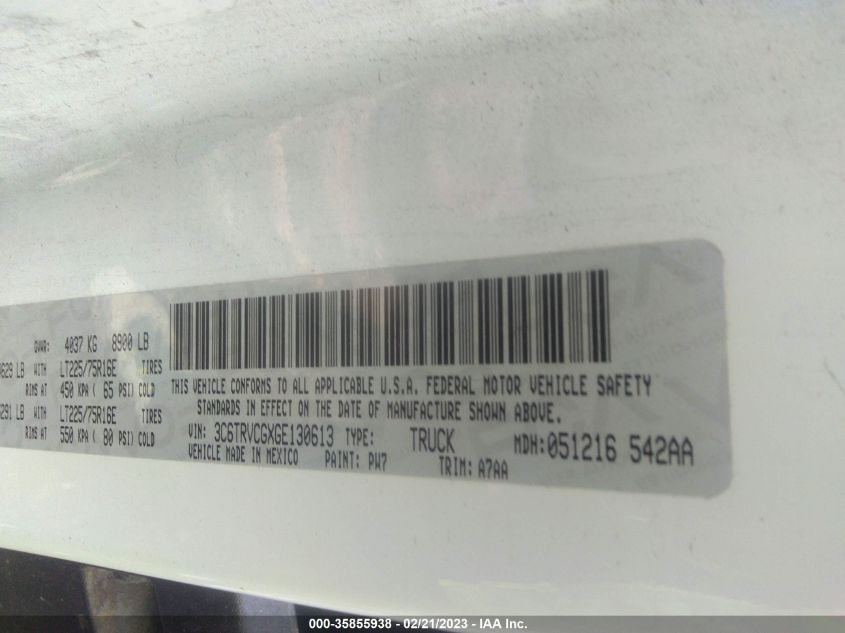 GVWR: 4037 KG 8900 LB
629 LB WITH LT225/75R16E TIRES
RIMS AT 450 KPA ( 65 PSI) COLD
291 LB WITH LT225/75R16E TIRES
RIMS AT 550 KPA ( 80 PSI) COLD
THIS VEHICLE CONFORMS TO ALL APPLICABLE U.S.A. FEDERAL MOTOR VEHICLE SAFETY
STANDARDS IN EFFECT ON THE DATE OF MANUFACTURE SHOWN ABOVE.
VIN: 3C6TRVCGXGE130613 TYPE: TRUCK MDH:051216 542AA
VEHICLE MADE IN MEXICO PAINT: PW7 TRIM: A7AA
000-35855938 - 02/21/2023 - IAA Inc.